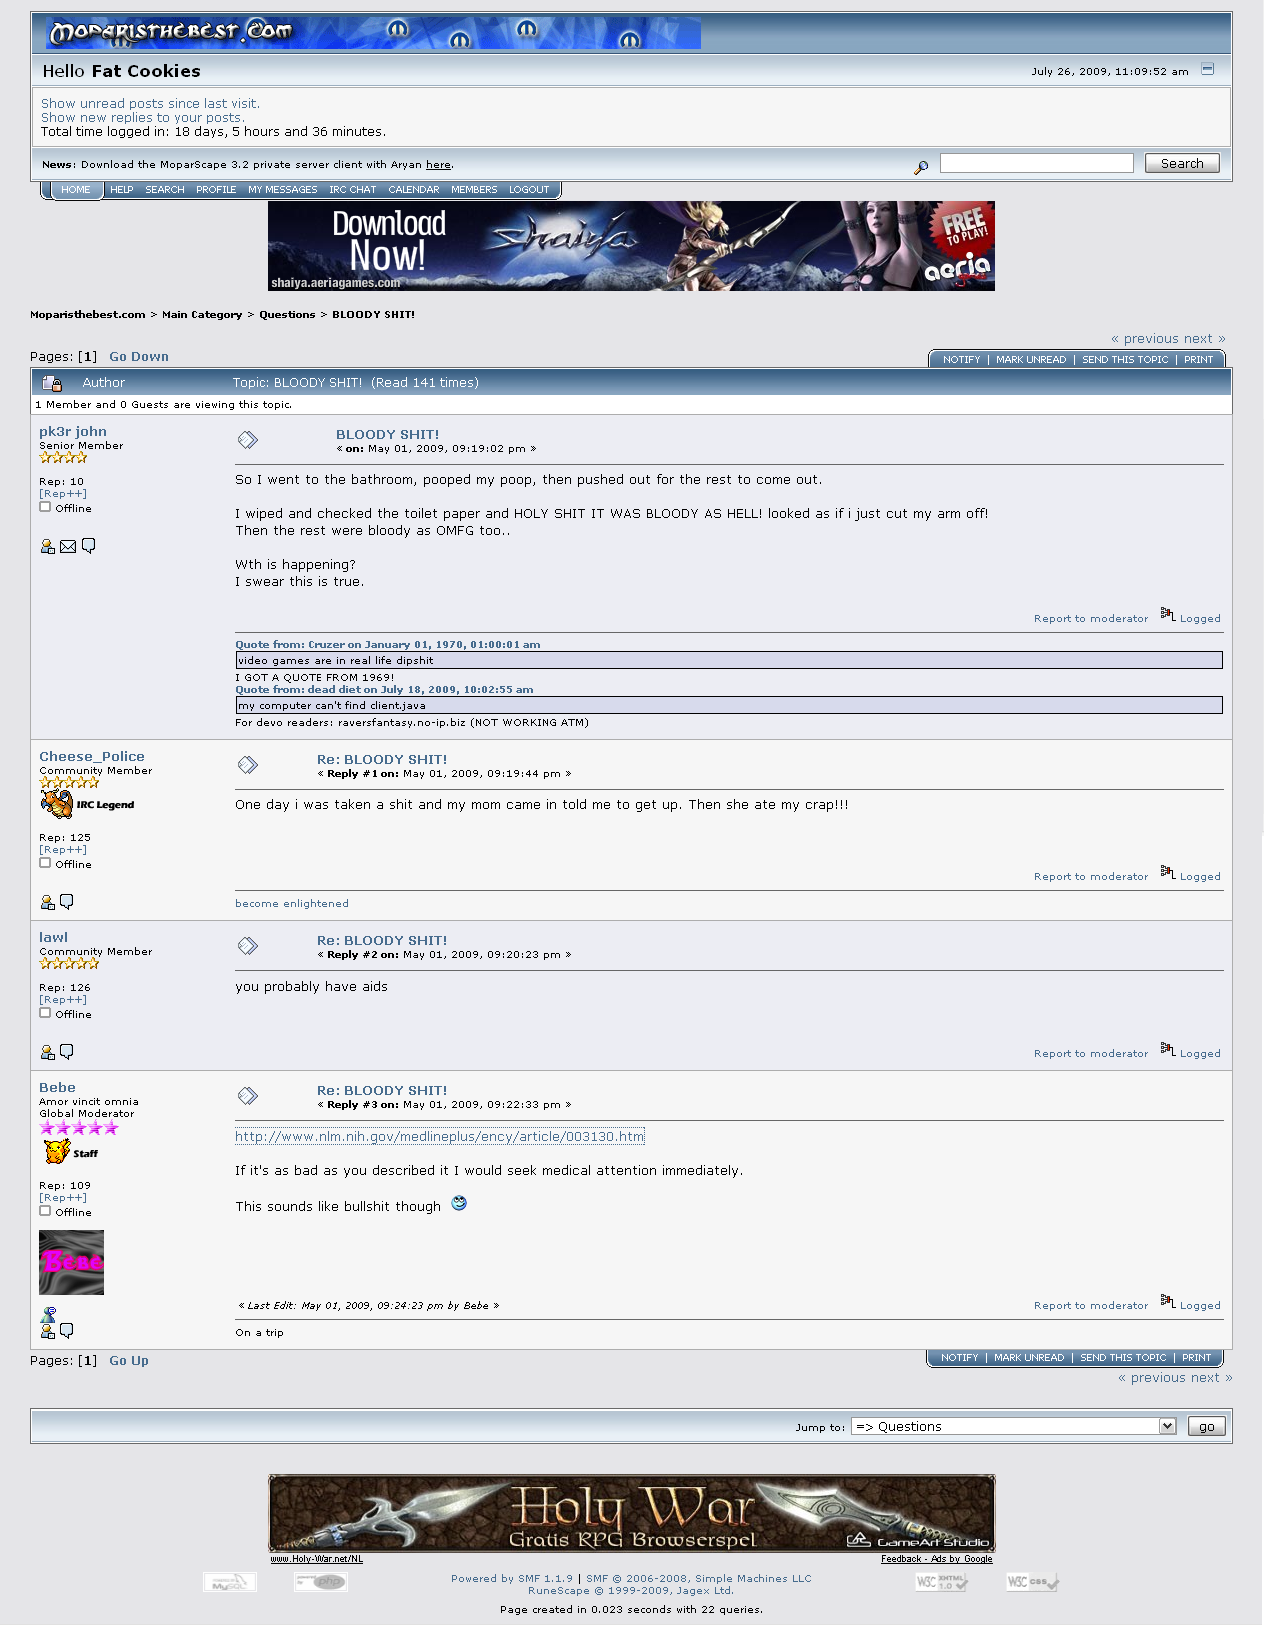 Moparisthebest.com
Hello Fat Cookies
July 26, 2009, 11:09:52 am
Show unread posts since last visit.
Show new replies to your posts.
Total time logged in: 18 days, 5 hours and 36 minutes.
News: Download the MoparScape 3.2 private server client with Aryan here.
Search
HOME HELP SEARCH PROFILE MY MESSAGES IRC CHAT CALENDAR MEMBERS LOGOUT
Download Now!
shaiya
FREE TO PLAY!
aeria games
shaiya.aeriagames.com
Moparisthebest.com > Main Category > Questions > BLOODY SHIT!
« previous next »
Pages: [1] Go Down
NOTIFY | MARK UNREAD | SEND THIS TOPIC | PRINT
Author Topic: BLOODY SHIT! (Read 141 times)
1 Member and 0 Guests are viewing this topic.
pk3r john
Senior Member
Rep: 10
[Rep++]
Offline
BLOODY SHIT!
« on: May 01, 2009, 09:19:02 pm »
So I went to the bathroom, pooped my poop, then pushed out for the rest to come out.
I wiped and checked the toilet paper and HOLY SHIT IT WAS BLOODY AS HELL! looked as if i just cut my arm off!
Then the rest were bloody as OMFG too..
Wth is happening?
I swear this is true.
Report to moderator Logged
Quote from: Cruzer on January 01, 1970, 01:00:01 am
video games are in real life dipshit
I GOT A QUOTE FROM 1969!
Quote from: dead diet on July 18, 2009, 10:02:55 am
my computer can't find client.java
For devo readers: raversfantasy.no-ip.biz (NOT WORKING ATM)
Cheese_Police
Community Member
IRC Legend
Rep: 125
[Rep++]
Offline
Re: BLOODY SHIT!
« Reply #1 on: May 01, 2009, 09:19:44 pm »
One day i was taken a shit and my mom came in told me to get up. Then she ate my crap!!!
Report to moderator Logged
become enlightened
lawl
Community Member
Rep: 126
[Rep++]
Offline
Re: BLOODY SHIT!
« Reply #2 on: May 01, 2009, 09:20:23 pm »
you probably have aids
Report to moderator Logged
Bebe
Amor vincit omnia
Global Moderator
Staff
Rep: 109
[Rep++]
Offline
Bebe
Re: BLOODY SHIT!
« Reply #3 on: May 01, 2009, 09:22:33 pm »
http://www.nlm.nih.gov/medlineplus/ency/article/003130.htm
If it's as bad as you described it I would seek medical attention immediately.
This sounds like bullshit though
« Last Edit: May 01, 2009, 09:24:23 pm by Bebe »
Report to moderator Logged
On a trip
Pages: [1] Go Up
NOTIFY | MARK UNREAD | SEND THIS TOPIC | PRINT
« previous next »
Jump to: => Questions go
Holy War
Gratis RPG Browserspel
GameArt Studio
www.Holy-War.net/NL
Feedback - Ads by Google
MySQL
php
Powered by SMF 1.1.9 | SMF © 2006-2008, Simple Machines LLC
RuneScape © 1999-2009, Jagex Ltd.
W3C XHTML 1.0
W3C css
Page created in 0.023 seconds with 22 queries.